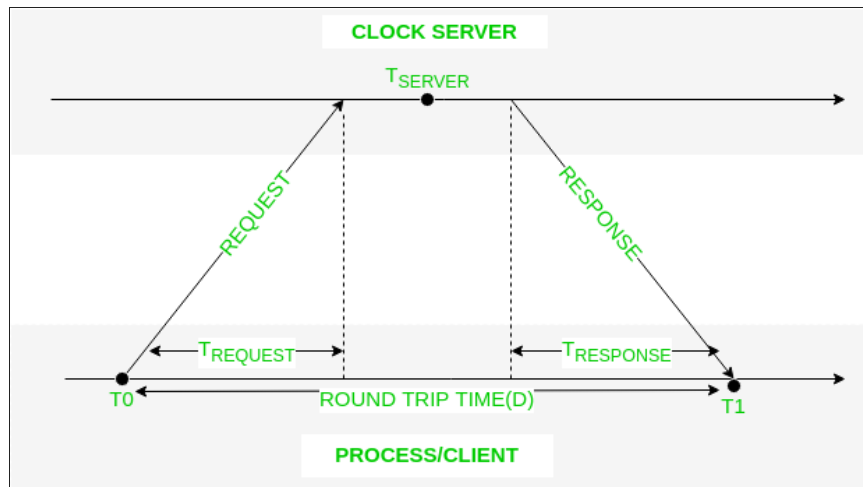 CLOCK SERVER
TSERVER
REQUEST
RESPONSE
TREQUEST
TRESPONSE
T0
ROUND TRIP TIME(D)
T1
PROCESS/CLIENT